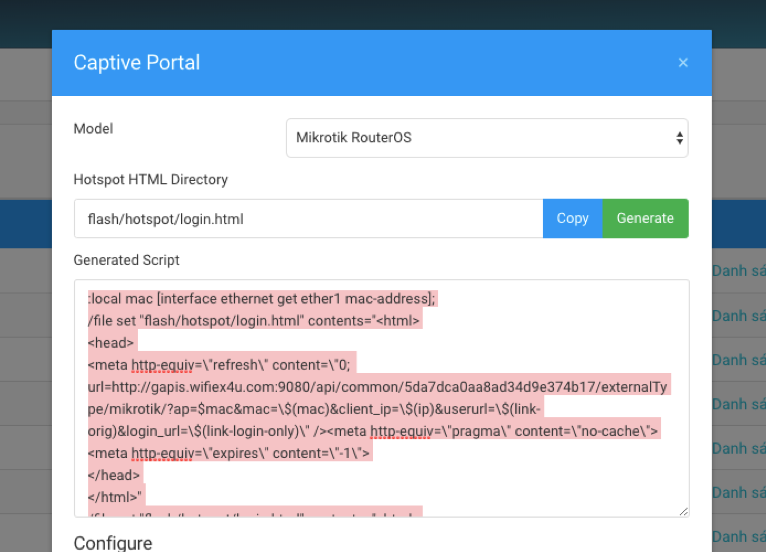 Captive Portal ×
Model
Mikrotik RouterOS
Hotspot HTML Directory
flash/hotspot/login.html
Copy
Generate
Generated Script
:local mac [interface ethernet get ether1 mac-address];
/file set "flash/hotspot/login.html" contents="<html>
<head>
<meta http-equiv=\"refresh\" content=\"0;
url=http://gapis.wifiex4u.com:9080/api/common/5da7dca0aa8ad34d9e374b17/externalTy
pe/mikrotik/?ap=$mac&mac=\$(mac)&client_ip=\$(ip)&userurl=\$(link-
orig)&login_url=\$(link-login-only)\" /><meta http-equiv=\"pragma\" content=\"no-cache\">
<meta http-equiv=\"expires\" content=\"-1\">
</head>
</html>"
Configure
Danh sá
Danh sá
Danh sá
Danh sá
Danh sá
Danh sá
Danh sá